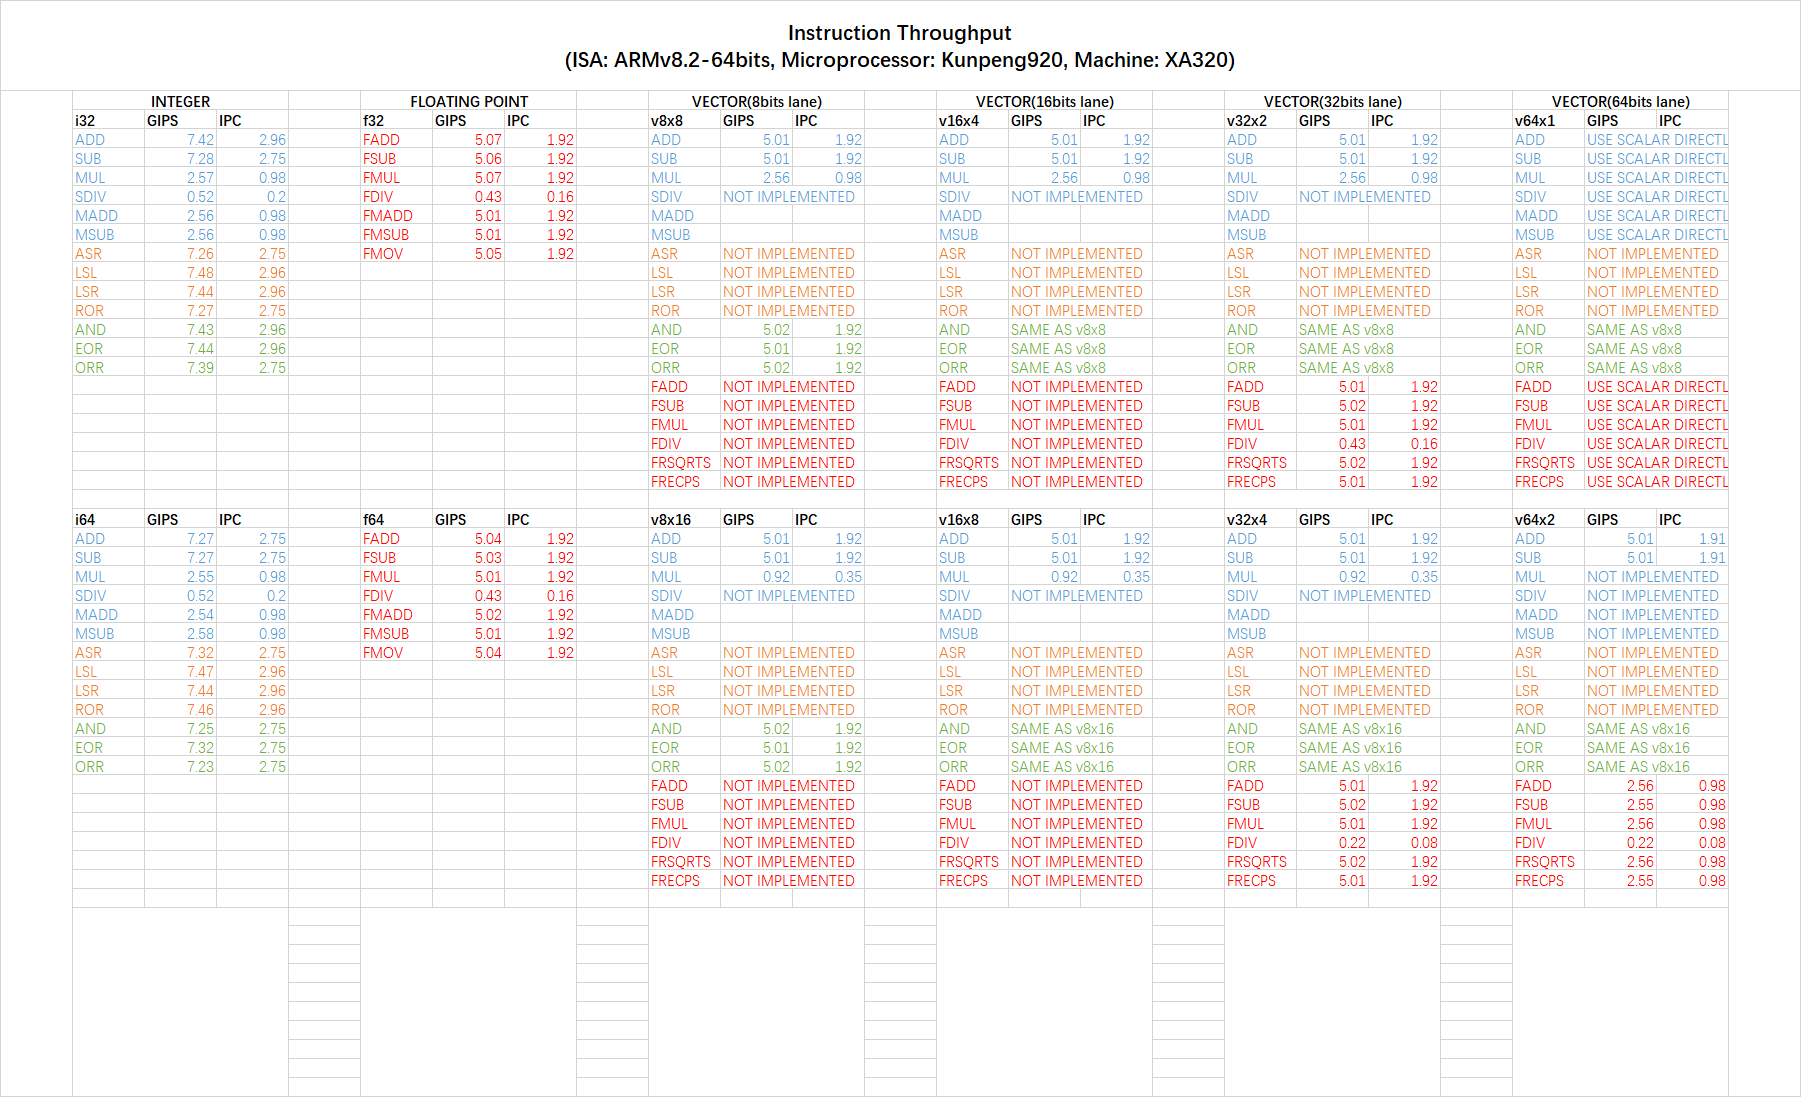 Instruction Throughput
(ISA: ARMv8.2-64bits, Microprocessor: Kunpeng920, Machine: XA320)
INTEGER FLOATING POINT VECTOR(8bits lane) VECTOR(16bits lane) VECTOR(32bits lane) VECTOR(64bits lane)
i32 GIPS IPC f32 GIPS IPC v8x8 GIPS IPC v16x4 GIPS IPC v32x2 GIPS IPC v64x1 GIPS IPC
ADD 7.42 2.96 FADD 5.07 1.92 ADD 5.01 1.92 ADD 5.01 1.92 ADD 5.01 1.92 ADD USE SCALAR DIRECTL
SUB 7.28 2.75 FSUB 5.06 1.92 SUB 5.01 1.92 SUB 5.01 1.92 SUB 5.01 1.92 SUB USE SCALAR DIRECTL
MUL 2.57 0.98 FMUL 5.07 1.92 MUL 2.56 0.98 MUL 2.56 0.98 MUL 2.56 0.98 MUL USE SCALAR DIRECTL
SDIV 0.52 0.2 FDIV 0.43 0.16 SDIV NOT IMPLEMENTED SDIV NOT IMPLEMENTED SDIV NOT IMPLEMENTED SDIV USE SCALAR DIRECTL
MADD 2.56 0.98 FMADD 5.01 1.92 MADD MADD MADD MADD USE SCALAR DIRECTL
MSUB 2.56 0.98 FMSUB 5.01 1.92 MSUB MSUB MSUB MSUB USE SCALAR DIRECTL
ASR 7.26 2.75 FMOV 5.05 1.92 ASR NOT IMPLEMENTED ASR NOT IMPLEMENTED ASR NOT IMPLEMENTED ASR NOT IMPLEMENTED
LSL 7.48 2.96 LSL NOT IMPLEMENTED LSL NOT IMPLEMENTED LSL NOT IMPLEMENTED LSL NOT IMPLEMENTED
LSR 7.44 2.96 LSR NOT IMPLEMENTED LSR NOT IMPLEMENTED LSR NOT IMPLEMENTED LSR NOT IMPLEMENTED
ROR 7.27 2.75 ROR NOT IMPLEMENTED ROR NOT IMPLEMENTED ROR NOT IMPLEMENTED ROR NOT IMPLEMENTED
AND 7.43 2.96 AND 5.02 1.92 AND SAME AS v8x8 AND SAME AS v8x8 AND SAME AS v8x8
EOR 7.44 2.96 EOR 5.01 1.92 EOR SAME AS v8x8 EOR SAME AS v8x8 EOR SAME AS v8x8
ORR 7.39 2.75 ORR 5.02 1.92 ORR SAME AS v8x8 ORR SAME AS v8x8 ORR SAME AS v8x8
FADD NOT IMPLEMENTED FADD NOT IMPLEMENTED FADD 5.01 1.92 FADD USE SCALAR DIRECTL
FSUB NOT IMPLEMENTED FSUB NOT IMPLEMENTED FSUB 5.02 1.92 FSUB USE SCALAR DIRECTL
FMUL NOT IMPLEMENTED FMUL NOT IMPLEMENTED FMUL 5.01 1.92 FMUL USE SCALAR DIRECTL
FDIV NOT IMPLEMENTED FDIV NOT IMPLEMENTED FDIV 0.43 0.16 FDIV USE SCALAR DIRECTL
FRSQRTS NOT IMPLEMENTED FRSQRTS NOT IMPLEMENTED FRSQRTS 5.02 1.92 FRSQRTS USE SCALAR DIRECTL
FRECPS NOT IMPLEMENTED FRECPS NOT IMPLEMENTED FRECPS 5.01 1.92 FRECPS USE SCALAR DIRECTL
i64 GIPS IPC f64 GIPS IPC v8x16 GIPS IPC v16x8 GIPS IPC v32x4 GIPS IPC v64x2 GIPS IPC
ADD 7.27 2.75 FADD 5.04 1.92 ADD 5.01 1.92 ADD 5.01 1.92 ADD 5.01 1.92 ADD 5.01 1.91
SUB 7.27 2.75 FSUB 5.03 1.92 SUB 5.01 1.92 SUB 5.01 1.92 SUB 5.01 1.92 SUB 5.01 1.91
MUL 2.55 0.98 FMUL 5.01 1.92 MUL 0.92 0.35 MUL 0.92 0.35 MUL 0.92 0.35 MUL NOT IMPLEMENTED
SDIV 0.52 0.2 FDIV 0.43 0.16 SDIV NOT IMPLEMENTED SDIV NOT IMPLEMENTED SDIV NOT IMPLEMENTED SDIV NOT IMPLEMENTED
MADD 2.54 0.98 FMADD 5.02 1.92 MADD MADD MADD MADD NOT IMPLEMENTED
MSUB 2.58 0.98 FMSUB 5.01 1.92 MSUB MSUB MSUB MSUB NOT IMPLEMENTED
ASR 7.32 2.75 FMOV 5.04 1.92 ASR NOT IMPLEMENTED ASR NOT IMPLEMENTED ASR NOT IMPLEMENTED ASR NOT IMPLEMENTED
LSL 7.47 2.96 LSL NOT IMPLEMENTED LSL NOT IMPLEMENTED LSL NOT IMPLEMENTED LSL NOT IMPLEMENTED
LSR 7.44 2.96 LSR NOT IMPLEMENTED LSR NOT IMPLEMENTED LSR NOT IMPLEMENTED LSR NOT IMPLEMENTED
ROR 7.46 2.96 ROR NOT IMPLEMENTED ROR NOT IMPLEMENTED ROR NOT IMPLEMENTED ROR NOT IMPLEMENTED
AND 7.25 2.75 AND 5.02 1.92 AND SAME AS v8x16 AND SAME AS v8x16 AND SAME AS v8x16
EOR 7.32 2.75 EOR 5.01 1.92 EOR SAME AS v8x16 EOR SAME AS v8x16 EOR SAME AS v8x16
ORR 7.23 2.75 ORR 5.02 1.92 ORR SAME AS v8x16 ORR SAME AS v8x16 ORR SAME AS v8x16
FADD NOT IMPLEMENTED FADD NOT IMPLEMENTED FADD 5.01 1.92 FADD 2.56 0.98
FSUB NOT IMPLEMENTED FSUB NOT IMPLEMENTED FSUB 5.02 1.92 FSUB 2.55 0.98
FMUL NOT IMPLEMENTED FMUL NOT IMPLEMENTED FMUL 5.01 1.92 FMUL 2.56 0.98
FDIV NOT IMPLEMENTED FDIV NOT IMPLEMENTED FDIV 0.22 0.08 FDIV 0.22 0.08
FRSQRTS NOT IMPLEMENTED FRSQRTS NOT IMPLEMENTED FRSQRTS 5.02 1.92 FRSQRTS 2.56 0.98
FRECPS NOT IMPLEMENTED FRECPS NOT IMPLEMENTED FRECPS 5.01 1.92 FRECPS 2.55 0.98